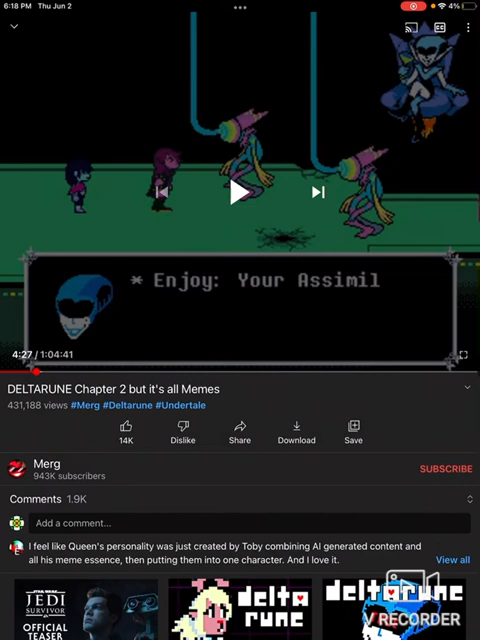 6:18 PM Thu Jun 2
4%
CC
* Enjoy: Your Assimil
4:27 / 1:04:41
DELTARUNE Chapter 2 but it's all Memes
431,188 views #Merg #Deltarune #Undertale
14K Dislike Share Download Save
Merg
943K subscribers
SUBSCRIBE
Comments 1.9K
Add a comment...
I feel like Queen's personality was just created by Toby combining AI generated content and
all his meme essence, then putting them into one character. And I love it.
View all
JEDI
SURVIVOR
OFFICIAL
TEASER
delta
rune
deltarune
V RECORDER